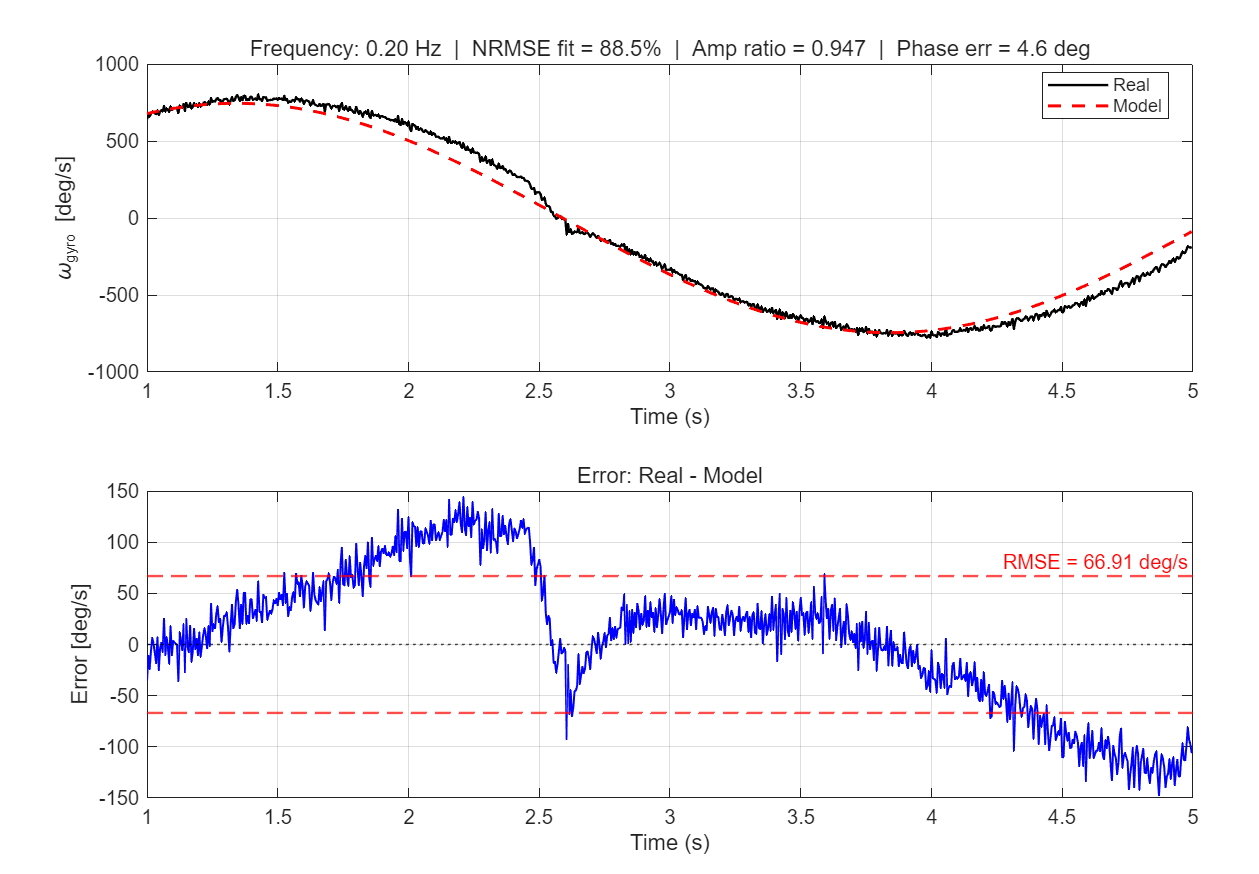 Frequency: 0.20 Hz | NRMSE fit = 88.5% | Amp ratio = 0.947 | Phase err = 4.6 deg
1000
500
0
-500
-1000
ωgyro [deg/s]
Real
Model
1 1.5 2 2.5 3 3.5 4 4.5 5
Time (s)
Error: Real - Model
150
100
50
0
-50
-100
-150
Error [deg/s]
RMSE = 66.91 deg/s
1 1.5 2 2.5 3 3.5 4 4.5 5
Time (s)